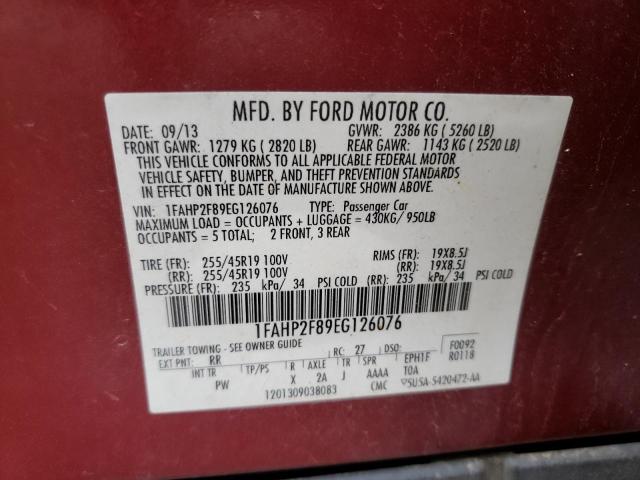 MFD. BY FORD MOTOR CO.
DATE: 09/13 GVWR: 2386 KG ( 5260 LB)
FRONT GAWR: 1279 KG ( 2820 LB) REAR GAWR: 1143 KG ( 2520 LB)
THIS VEHICLE CONFORMS TO ALL APPLICABLE FEDERAL MOTOR
VEHICLE SAFETY, BUMPER, AND THEFT PREVENTION STANDARDS
IN EFFECT ON THE DATE OF MANUFACTURE SHOWN ABOVE.
VIN: 1FAHP2F89EG126076 TYPE: Passenger Car
MAXIMUM LOAD = OCCUPANTS + LUGGAGE = 430KG/ 950LB
OCCUPANTS = 5 TOTAL; 2 FRONT, 3 REAR
TIRE (FR): 255/45R19 100V RIMS (FR): 19X8.5J
(RR): 255/45R19 100V (RR): 19X8.5J
PRESSURE (FR): 235 kPa/ 34 PSI COLD (RR): 235 kPa/ 34 PSI COLD
1FAHP2F89EG126076
TRAILER TOWING - SEE OWNER GUIDE
EXT PNT: RR RC: 27 DSO: F0092
INT TR TP/PS R AXLE TR SPR EPH1F R0118
PW X 2A J AAAA TOA
1201309038083 CMC 5U5A-5420472-AA